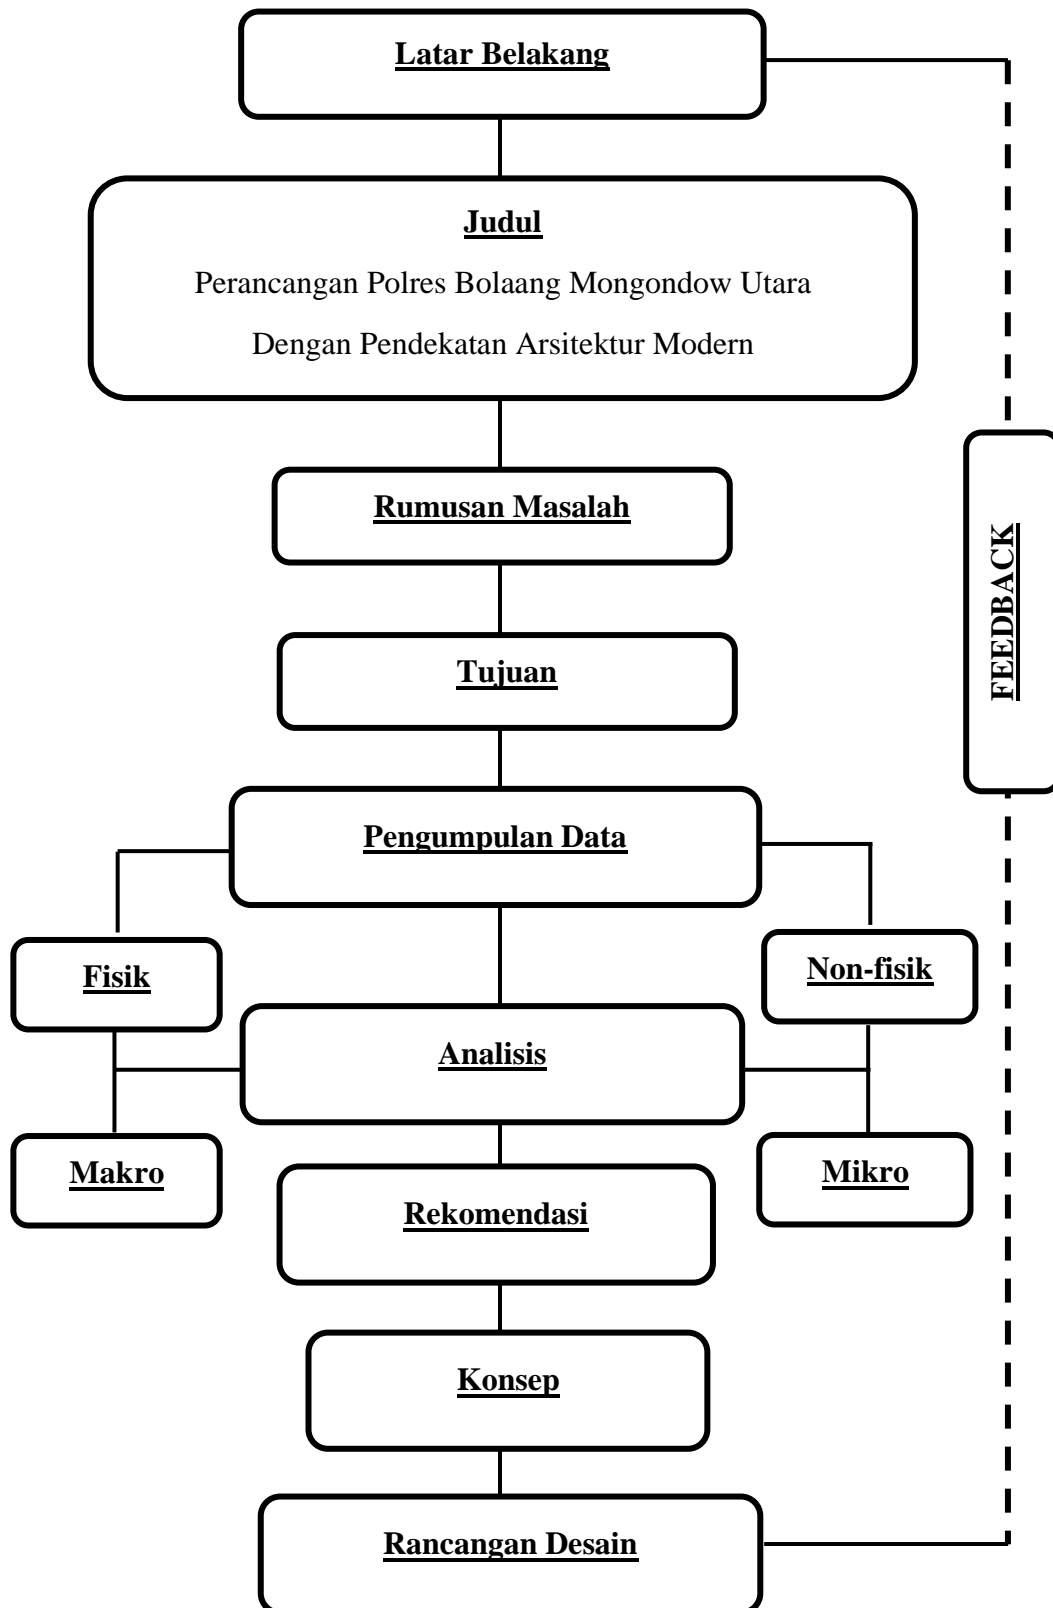 Latar Belakang
Judul
Perancangan Polres Bolaang Mongondow Utara
Dengan Pendekatan Arsitektur Modern
Rumusan Masalah
FEEDBACK
Tujuan
Pengumpulan Data
Fisik
Non-fisik
Analisis
Makro
Mikro
Rekomendasi
Konsep
Rancangan Desain